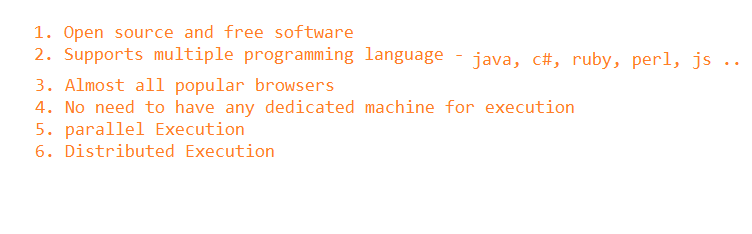 1. Open source and free software
2. Supports multiple programming language - java, c#, ruby, perl, js ..
3. Almost all popular browsers
4. No need to have any dedicated machine for execution
5. parallel Execution
6. Distributed Execution